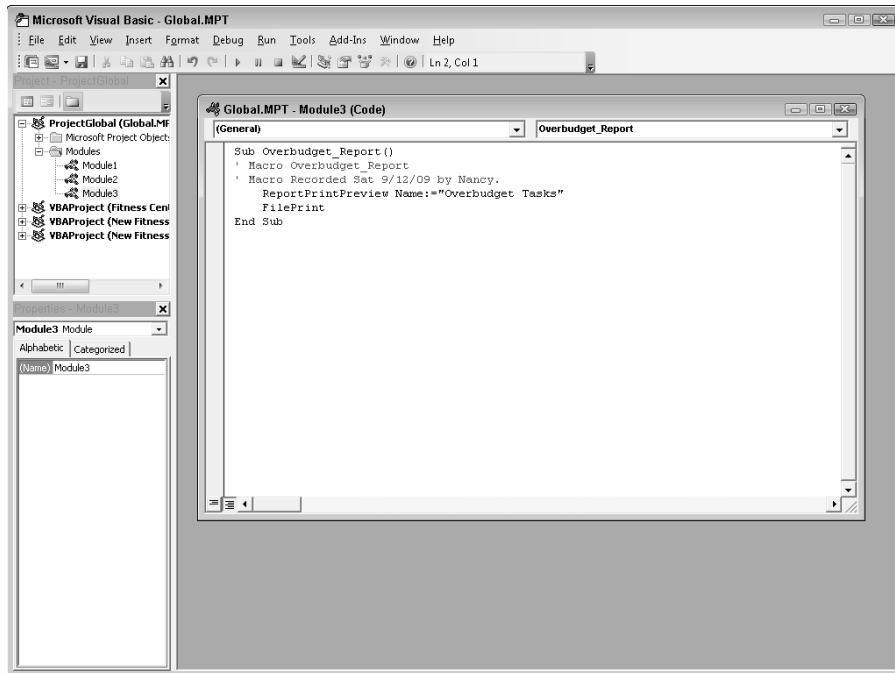 Microsoft Visual Basic - Global.MPT
File Edit View Insert Format Debug Run Tools Add-Ins Window Help
Ln 2, Col 1
Project - ProjectGlobal
ProjectGlobal (Global.MP
Microsoft Project Objects
Modules
Module1
Module2
Module3
VBAProject (Fitness Cent
VBAProject (New Fitness
VBAProject (New Fitness
Properties - Module3
Module3 Module
Alphabetic Categorized
(Name) Module3
Global.MPT - Module3 (Code)
(General) Overbudget_Report
Sub Overbudget_Report()
' Macro Overbudget_Report
' Macro Recorded Sat 9/12/09 by Nancy.
ReportPrintPreview Name:="Overbudget Tasks"
FilePrint
End Sub